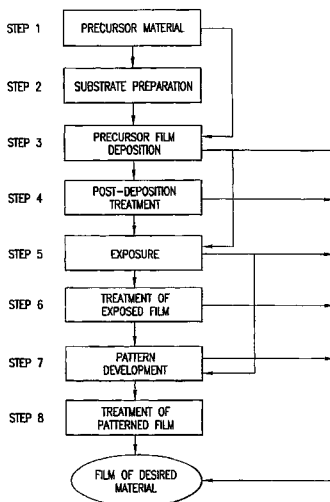 STEP 1
PRECURSOR MATERIAL
STEP 2
SUBSTRATE PREPARATION
STEP 3
PRECURSOR FILM
DEPOSITION
STEP 4
POST-DEPOSITION
TREATMENT
STEP 5
EXPOSURE
STEP 6
TREATMENT OF
EXPOSED FILM
STEP 7
PATTERN
DEVELOPMENT
STEP 8
TREATMENT OF
PATTERNED FILM
FILM OF DESIRED
MATERIAL